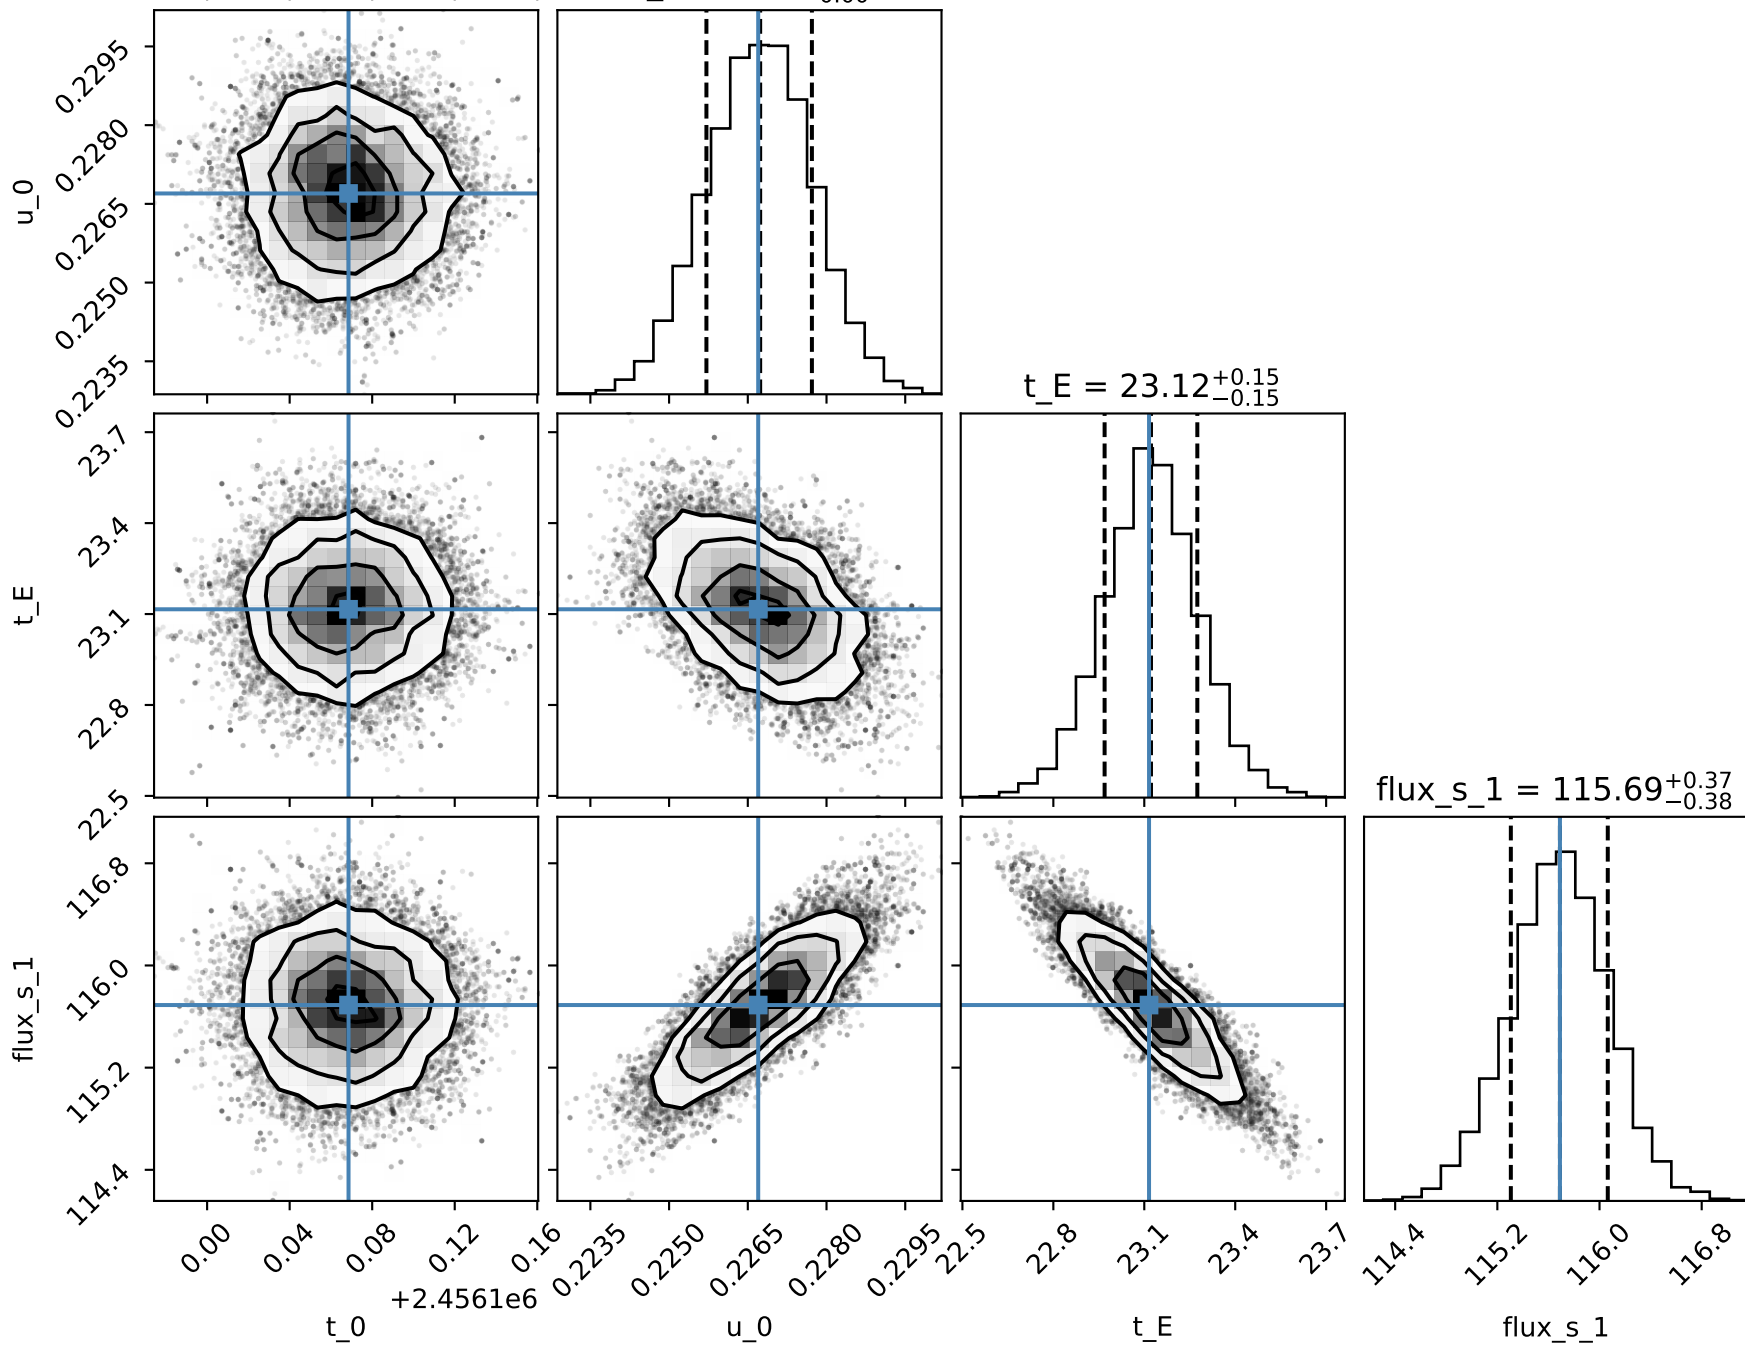 0.2295
0.2280
0.2265
0.2250
0.2235
u_0
t_E = 23.12 +0.15 −0.15
23.7
23.4
23.1
22.8
22.5
t_E
flux_s_1 = 115.69 +0.37 −0.38
116.8
116.0
115.2
114.4
flux_s_1
0.00 0.04 0.08 0.12 0.16
0.2235 0.2250 0.2265 0.2280 0.2295
22.5 22.8 23.1 23.4 23.7
114.4 115.2 116.0 116.8
+2.4561e6
t_0 u_0 t_E flux_s_1